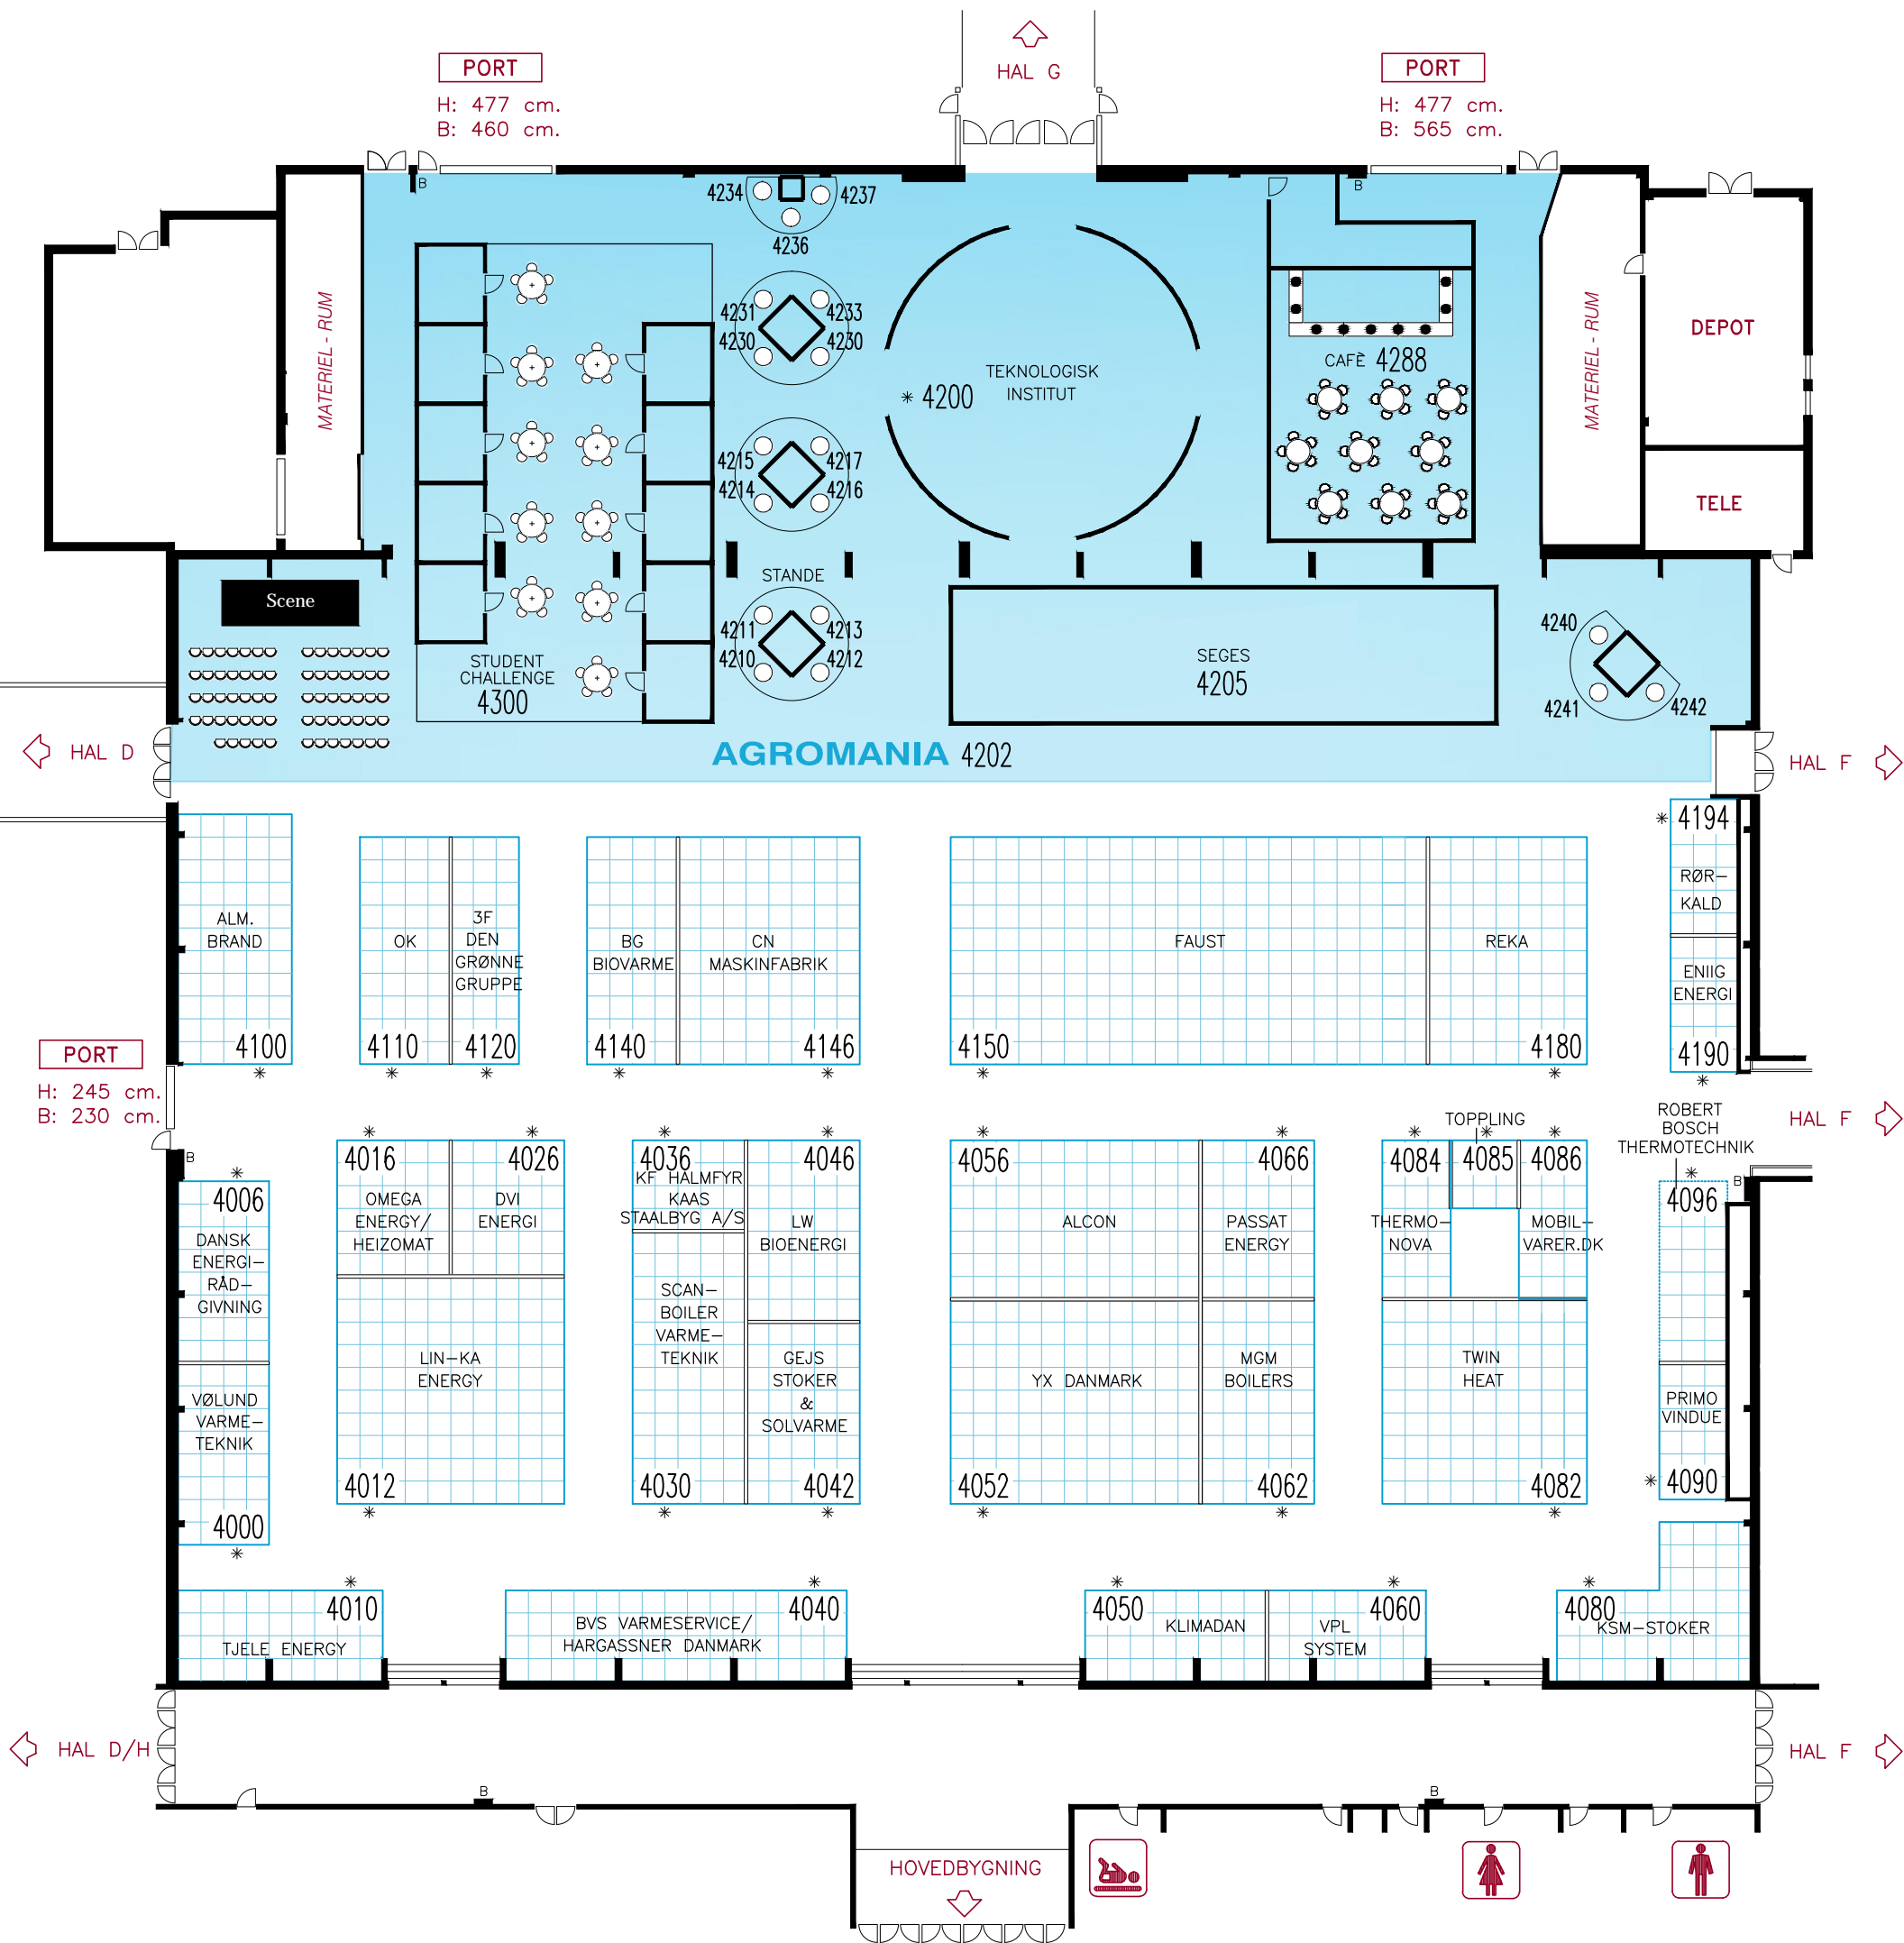 HAL G
PORT
H: 477 cm.
B: 460 cm.
PORT
H: 477 cm.
B: 565 cm.
B
B
4234
4237
4236
MATERIEL - RUM
MATERIEL - RUM
DEPOT
TELE
4231
4233
4230
4230
TEKNOLOGISK
INSTITUT
* 4200
CAFÈ 4288
4215
4217
4214
4216
STANDE
4211
4213
4210
4212
Scene
STUDENT
CHALLENGE
4300
SEGES
4205
4240
4241
4242
HAL D
AGROMANIA 4202
HAL F
ALM.
BRAND
4100
*
OK
4110
*
3F
DEN
GRØNNE
GRUPPE
4120
*
BG
BIOVARME
4140
*
CN
MASKINFABRIK
4146
*
FAUST
4150
*
REKA
4180
*
* 4194
RØR-
KALD
ENIIG
ENERGI
4190
*
PORT
H: 245 cm.
B: 230 cm.
HAL F
B
*
4006
DANSK
ENERGI-
RÅD-
GIVNING
VØLUND
VARME-
TEKNIK
4000
*
*
4016
OMEGA
ENERGY/
HEIZOMAT
*
4026
DVI
ENERGI
LIN-KA
ENERGY
4012
*
*
4036
KF HALMFYR
KAAS
STAALBYG A/S
*
4046
LW
BIOENERGI
SCAN-
BOILER
VARME-
TEKNIK
4030
*
GEJS
STOKER
&
SOLVARME
4042
*
*
4056
ALCON
*
4066
PASSAT
ENERGY
YX DANMARK
4052
*
MGM
BOILERS
4062
*
*
4084
THERMO-
NOVA
TOPPLING
*
4085
*
4086
MOBIL-
VARER.DK
TWIN
HEAT
4082
*
ROBERT
BOSCH
THERMOTECHNIK
*
4096
B
PRIMO
VINDUE
* 4090
*
4010
TJELE ENERGY
*
4040
BVS VARMESERVICE/
HARGASSNER DANMARK
*
4050
KLIMADAN
*
4060
VPL
SYSTEM
*
4080
KSM-STOKER
HAL D/H
HAL F
B
B
HOVEDBYGNING